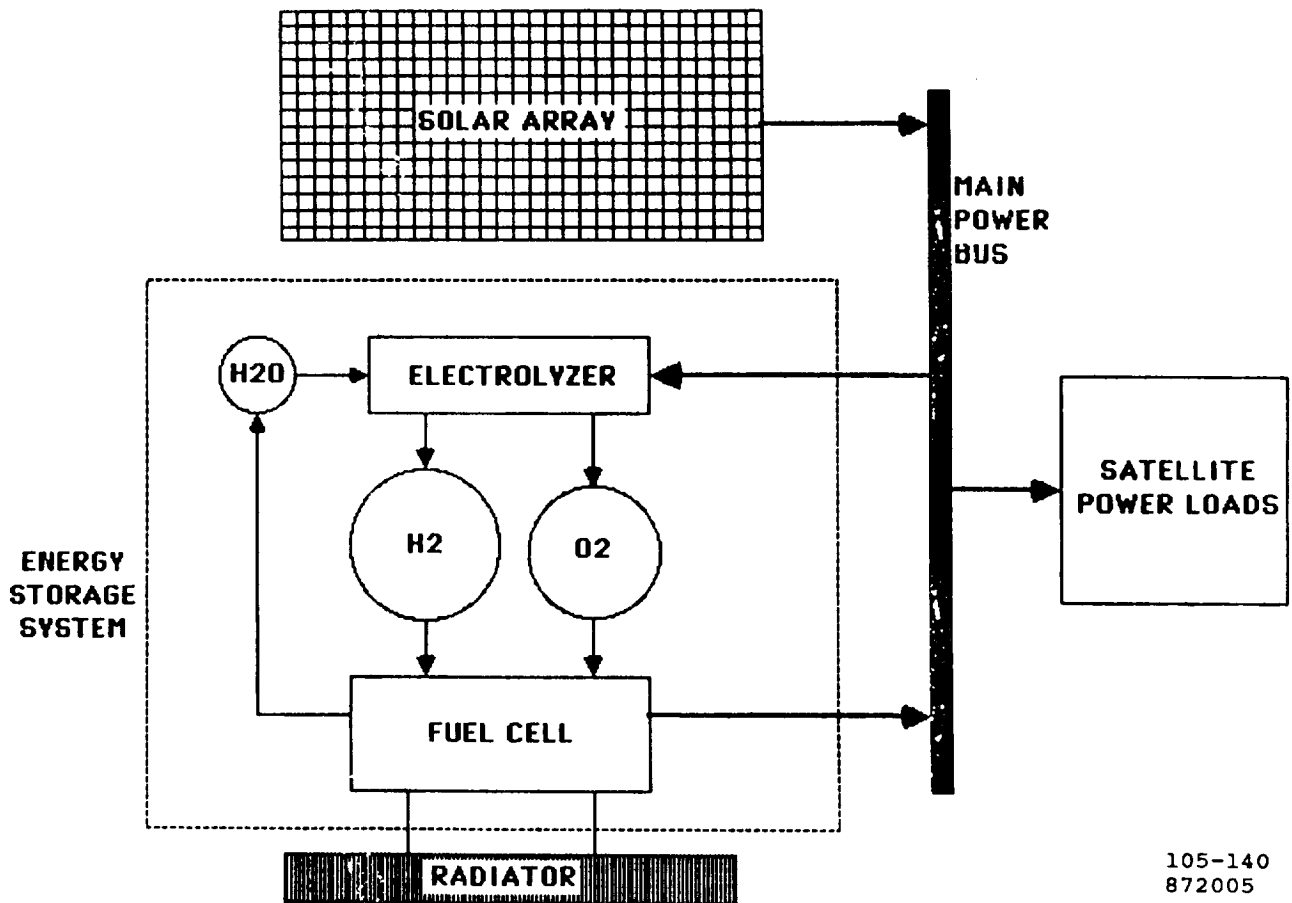 SOLAR ARRAY
MAIN
POWER
BUS
H2O
ELECTROLYZER
SATELLITE
POWER LOADS
H2
O2
ENERGY
STORAGE
SYSTEM
FUEL CELL
RADIATOR
105-140
872005